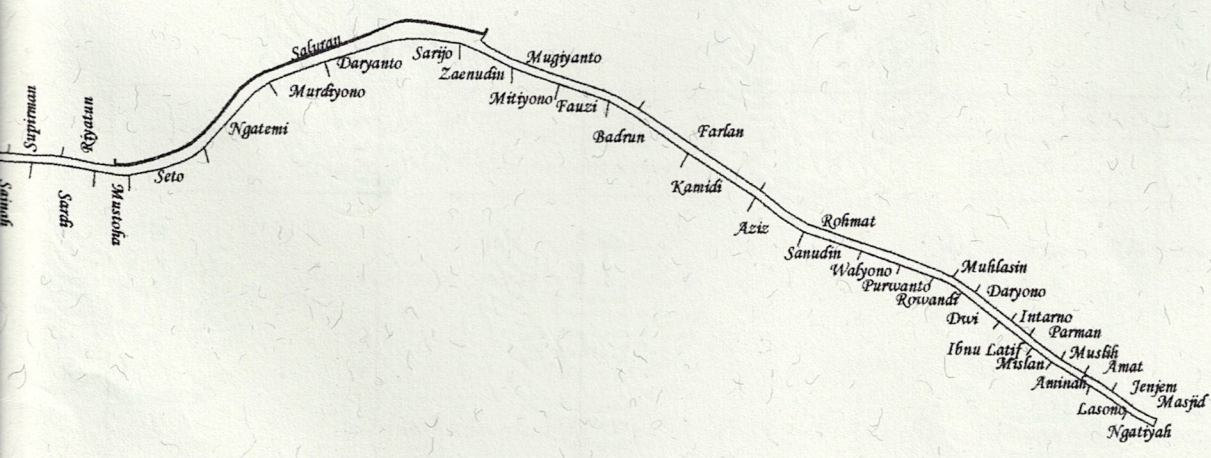 Supirman
Riyatun
Sainah
Sardi
Mustoha
Seto
Ngatemi
Saluran
Murdiyono
Daryanto
Sarijo
Zaenudin
Mugiyanto
Mitiyono
Fauzi
Badrun
Farlan
Kamidi
Aziz
Rohmat
Sanudin
Walyono
Purwanto
Rowandi
Muhlasin
Daryono
Dwi
Intarno
Parman
Ibnu Latif
Mislan
Muslih
Amat
Aminah
Jenjem
Masjid
Lasono
Ngatiyah